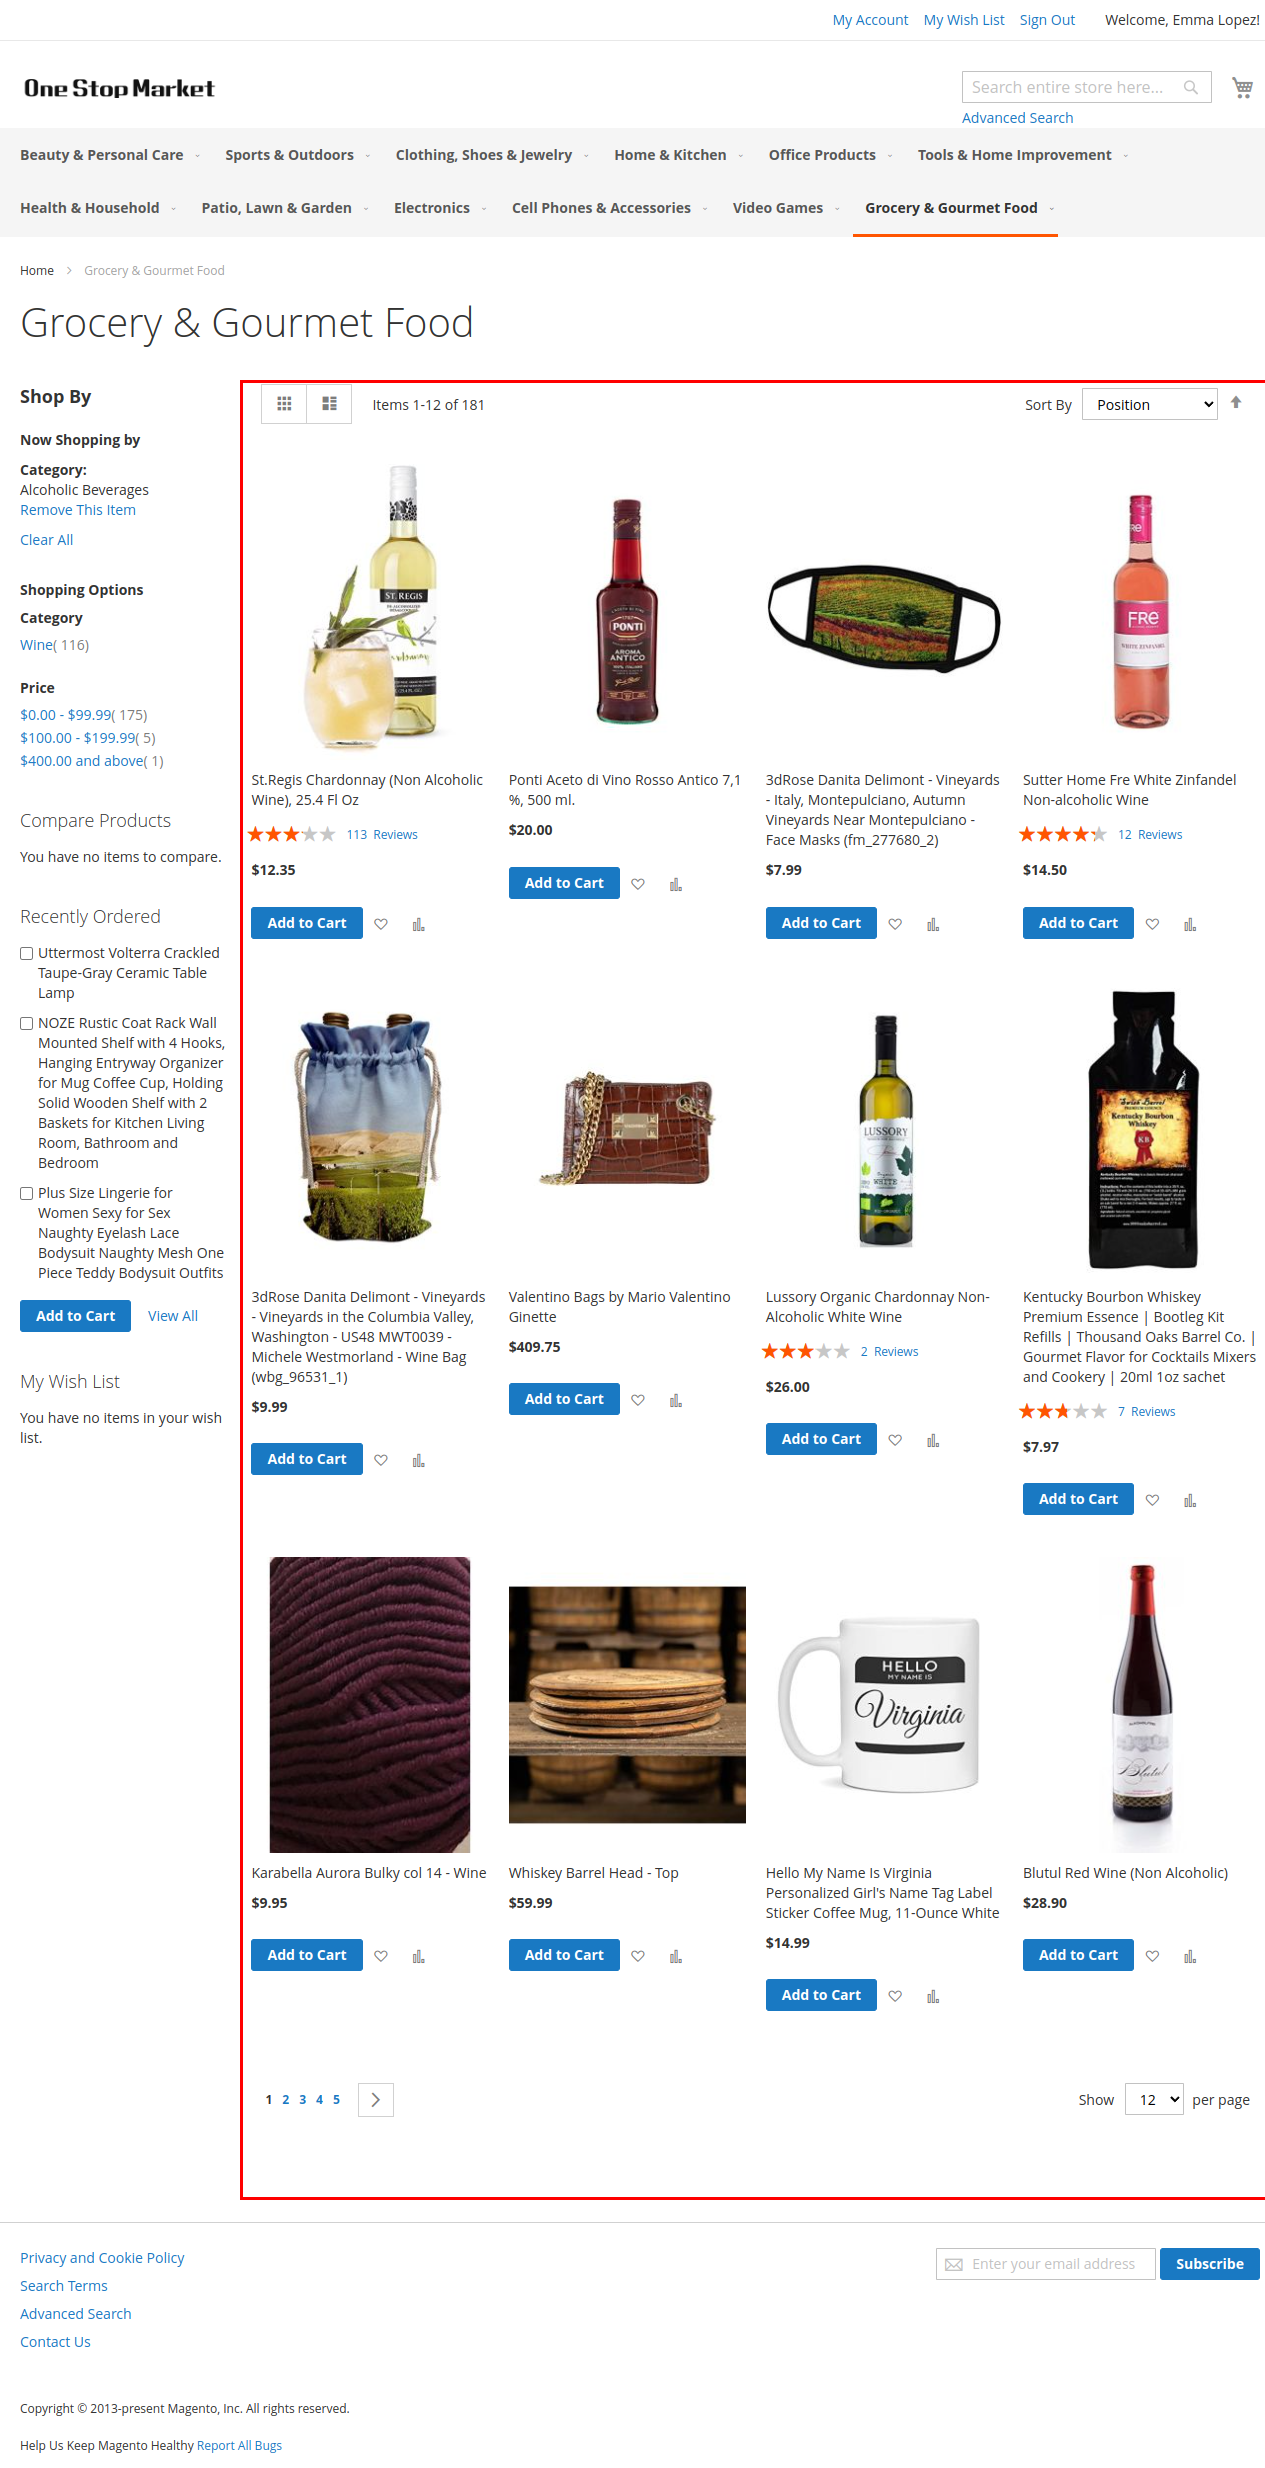 My Account My Wish List Sign Out Welcome, Emma Lopez!
One Stop Market
Search entire store here...
Advanced Search
Beauty & Personal Care Sports & Outdoors Clothing, Shoes & Jewelry Home & Kitchen Office Products Tools & Home Improvement
Health & Household Patio, Lawn & Garden Electronics Cell Phones & Accessories Video Games Grocery & Gourmet Food
Home Grocery & Gourmet Food
Grocery & Gourmet Food
Shop By
Now Shopping by
Category:
Alcoholic Beverages
Remove This Item
Clear All
Shopping Options
Category
Wine( 116)
Price
$0.00 - $99.99( 175)
$100.00 - $199.99( 5)
$400.00 and above( 1)
Compare Products
You have no items to compare.
Recently Ordered
Uttermost Volterra Crackled
Taupe-Gray Ceramic Table
Lamp
NOZE Rustic Coat Rack Wall
Mounted Shelf with 4 Hooks,
Hanging Entryway Organizer
for Mug Coffee Cup, Holding
Solid Wooden Shelf with 2
Baskets for Kitchen Living
Room, Bathroom and
Bedroom
Plus Size Lingerie for
Women Sexy for Sex
Naughty Eyelash Lace
Bodysuit Naughty Mesh One
Piece Teddy Bodysuit Outfits
Add to Cart View All
My Wish List
You have no items in your wish
list.
Items 1-12 of 181
Sort By Position
ST. REGIS
St.Regis Chardonnay (Non Alcoholic
Wine), 25.4 Fl Oz
113 Reviews
$12.35
Add to Cart
PONTI
AROMA
ANTICO
Ponti Aceto di Vino Rosso Antico 7,1
%, 500 ml.
$20.00
Add to Cart
3dRose Danita Delimont - Vineyards
- Italy, Montepulciano, Autumn
Vineyards Near Montepulciano -
Face Masks (fm_277680_2)
$7.99
Add to Cart
FRE
FRE
WHITE ZINFANDEL
Sutter Home Fre White Zinfandel
Non-alcoholic Wine
12 Reviews
$14.50
Add to Cart
3dRose Danita Delimont - Vineyards
- Vineyards in the Columbia Valley,
Washington - US48 MWT0039 -
Michele Westmorland - Wine Bag
(wbg_96531_1)
$9.99
Add to Cart
Valentino Bags by Mario Valentino
Ginette
$409.75
Add to Cart
LUSSORY
WHITE
Lussory Organic Chardonnay Non-
Alcoholic White Wine
2 Reviews
$26.00
Add to Cart
Kentucky Bourbon
Whiskey
KB
Kentucky Bourbon Whiskey
Premium Essence | Bootleg Kit
Refills | Thousand Oaks Barrel Co. |
Gourmet Flavor for Cocktails Mixers
and Cookery | 20ml 1oz sachet
7 Reviews
$7.97
Add to Cart
Karabella Aurora Bulky col 14 - Wine
$9.95
Add to Cart
Whiskey Barrel Head - Top
$59.99
Add to Cart
HELLO
MY NAME IS
Virginia
Hello My Name Is Virginia
Personalized Girl's Name Tag Label
Sticker Coffee Mug, 11-Ounce White
$14.99
Add to Cart
Blutul
Blutul Red Wine (Non Alcoholic)
$28.90
Add to Cart
1 2 3 4 5
Show 12 per page
Privacy and Cookie Policy
Search Terms
Advanced Search
Contact Us
Enter your email address Subscribe
Copyright © 2013-present Magento, Inc. All rights reserved.
Help Us Keep Magento Healthy Report All Bugs